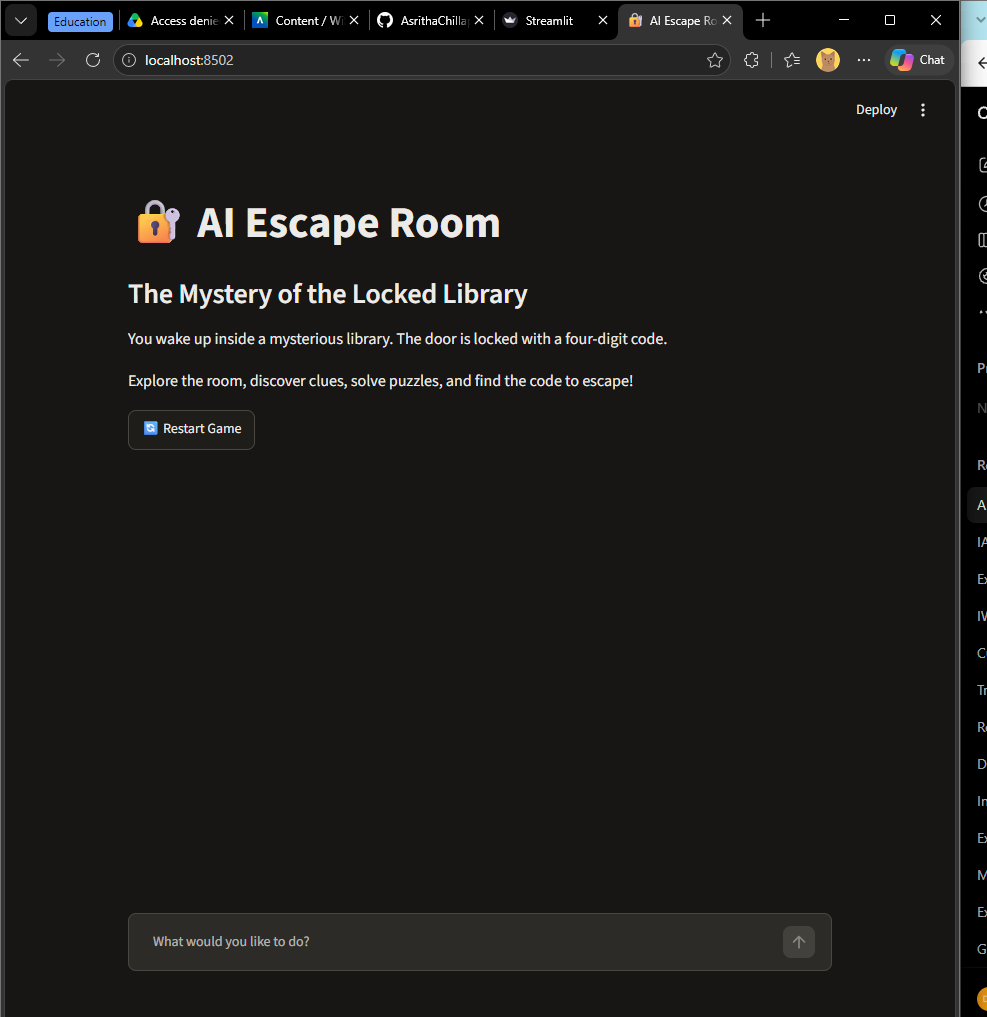 Education
Access denie
Content / Wi
AsrithaChilla
Streamlit
AI Escape Ro
localhost:8502
Chat
Deploy
AI Escape Room
The Mystery of the Locked Library
You wake up inside a mysterious library. The door is locked with a four-digit code.
Explore the room, discover clues, solve puzzles, and find the code to escape!
Restart Game
What would you like to do?